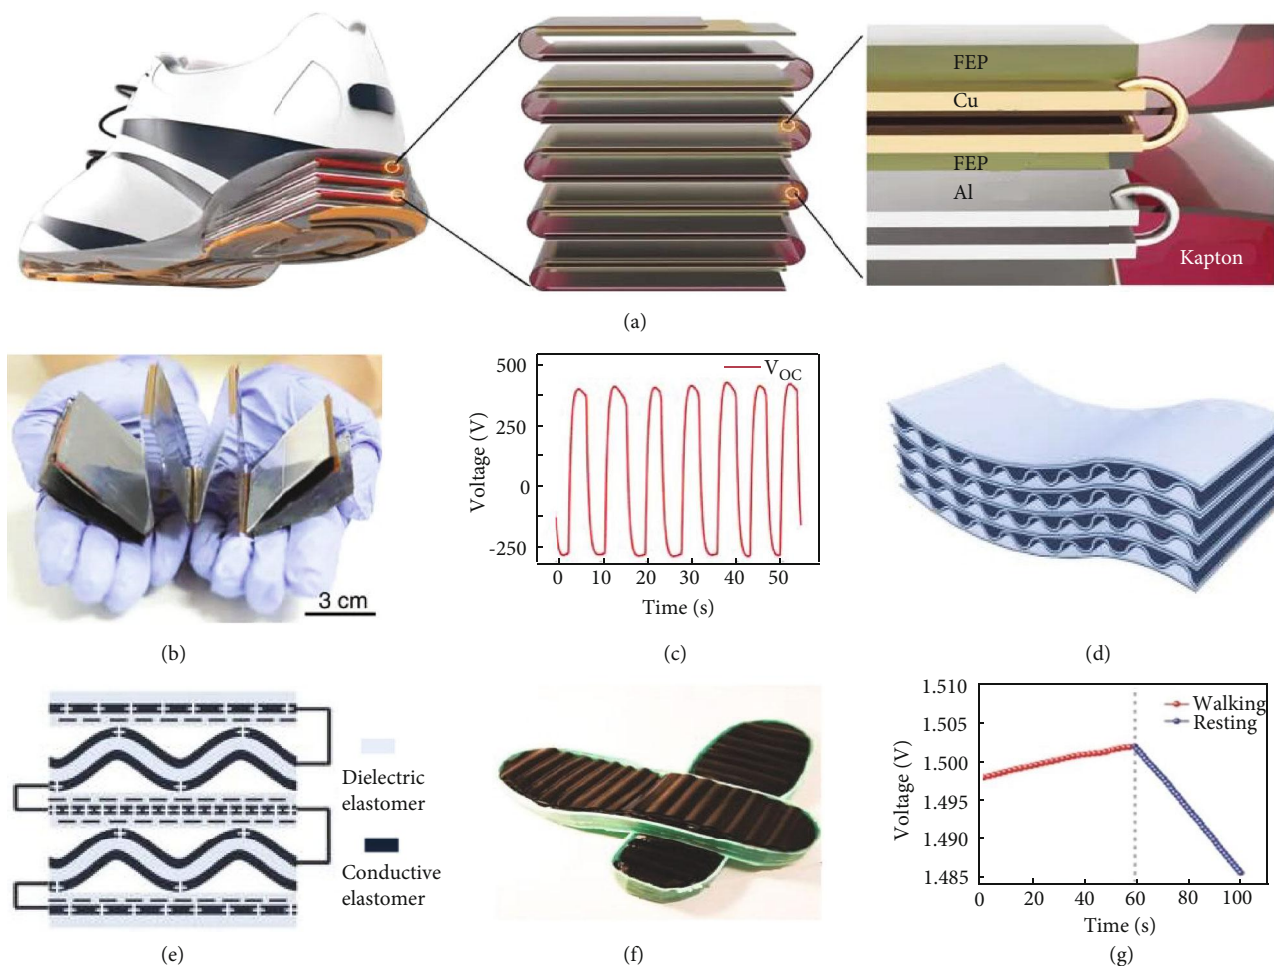 FEP
Cu
FEP
Al
Kapton
(a)
3 cm
(b)
500
250
0
-250
Voltage (V)
V_OC
0 10 20 30 40 50
Time (s)
(c)
(d)
Dielectric
elastomer
Conductive
elastomer
(e)
(f)
1.510
1.505
1.500
1.495
1.490
1.485
Voltage (V)
Walking
Resting
0 20 40 60 80 100
Time (s)
(g)